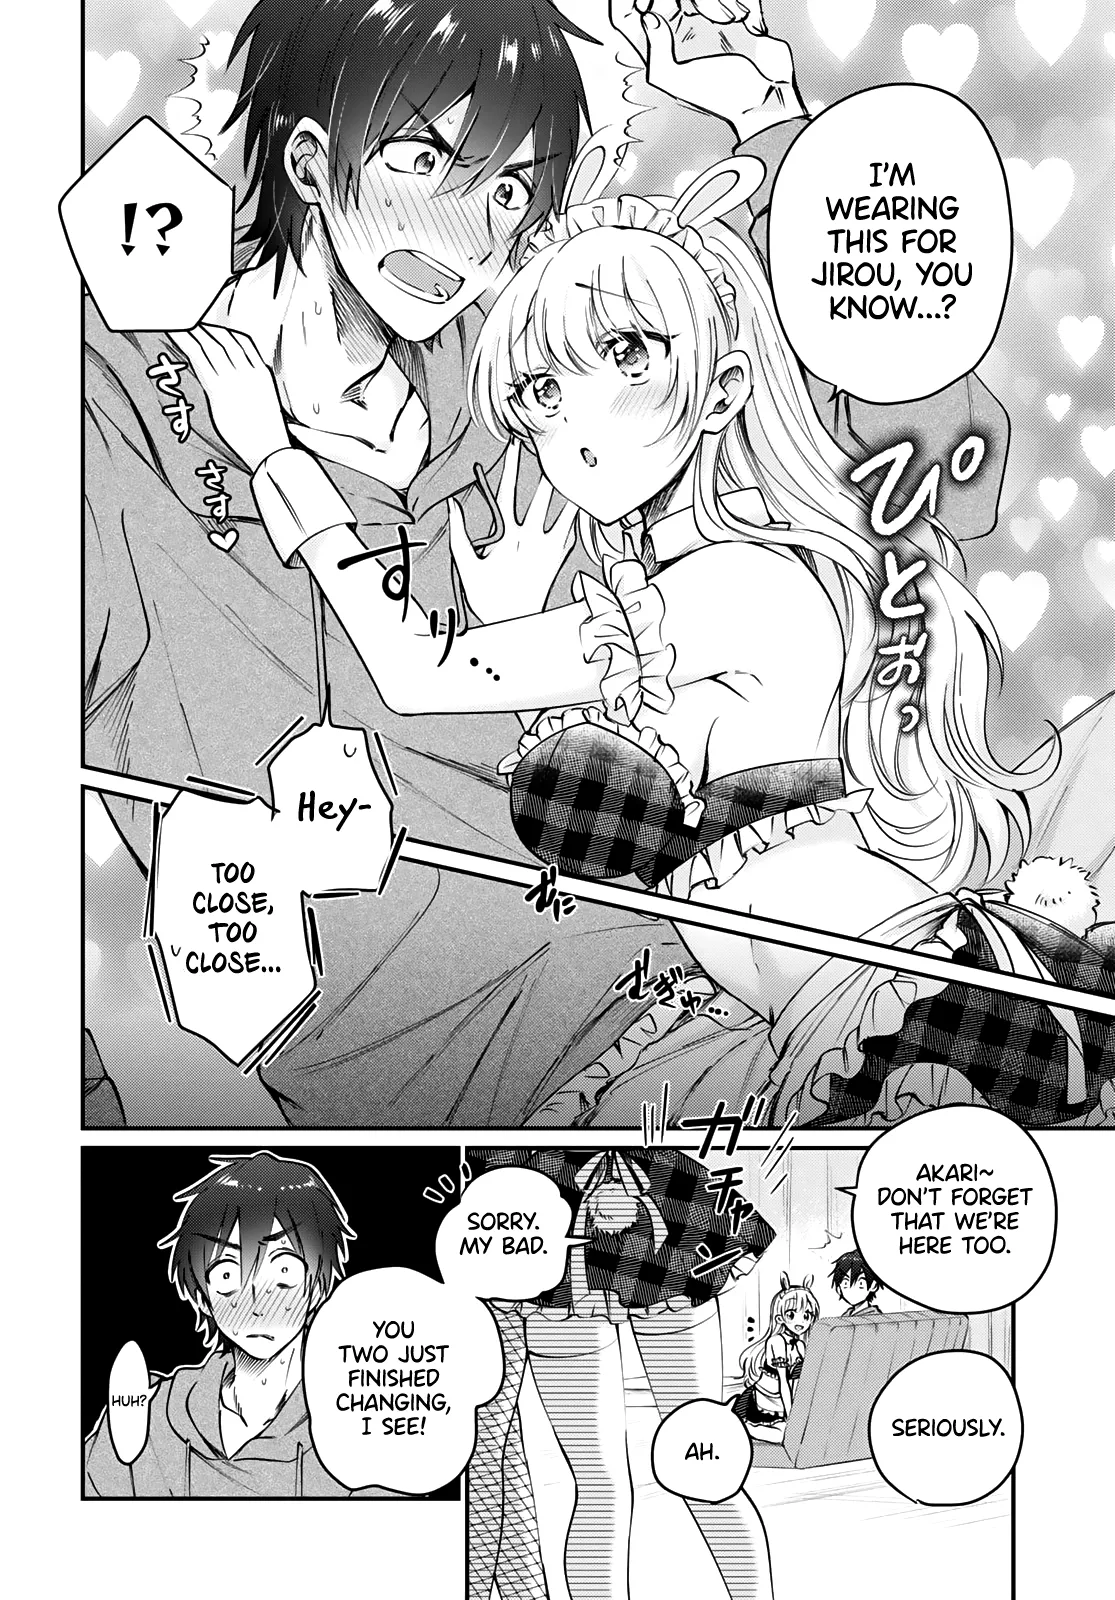 I'M
WEARING
THIS FOR
JIROU, YOU
KNOW...?
!?
ぴとぉっ
さす
さす♡
すり...
Hey-
TOO
CLOSE,
TOO
CLOSE...
むに
むぎゅ...
ガチャン
AKARI~
DON'T FORGET
THAT WE'RE
HERE TOO.
SERIOUSLY.
AH.
SORRY.
MY BAD.
YOU
TWO JUST
FINISHED
CHANGING,
I SEE!
HUH?